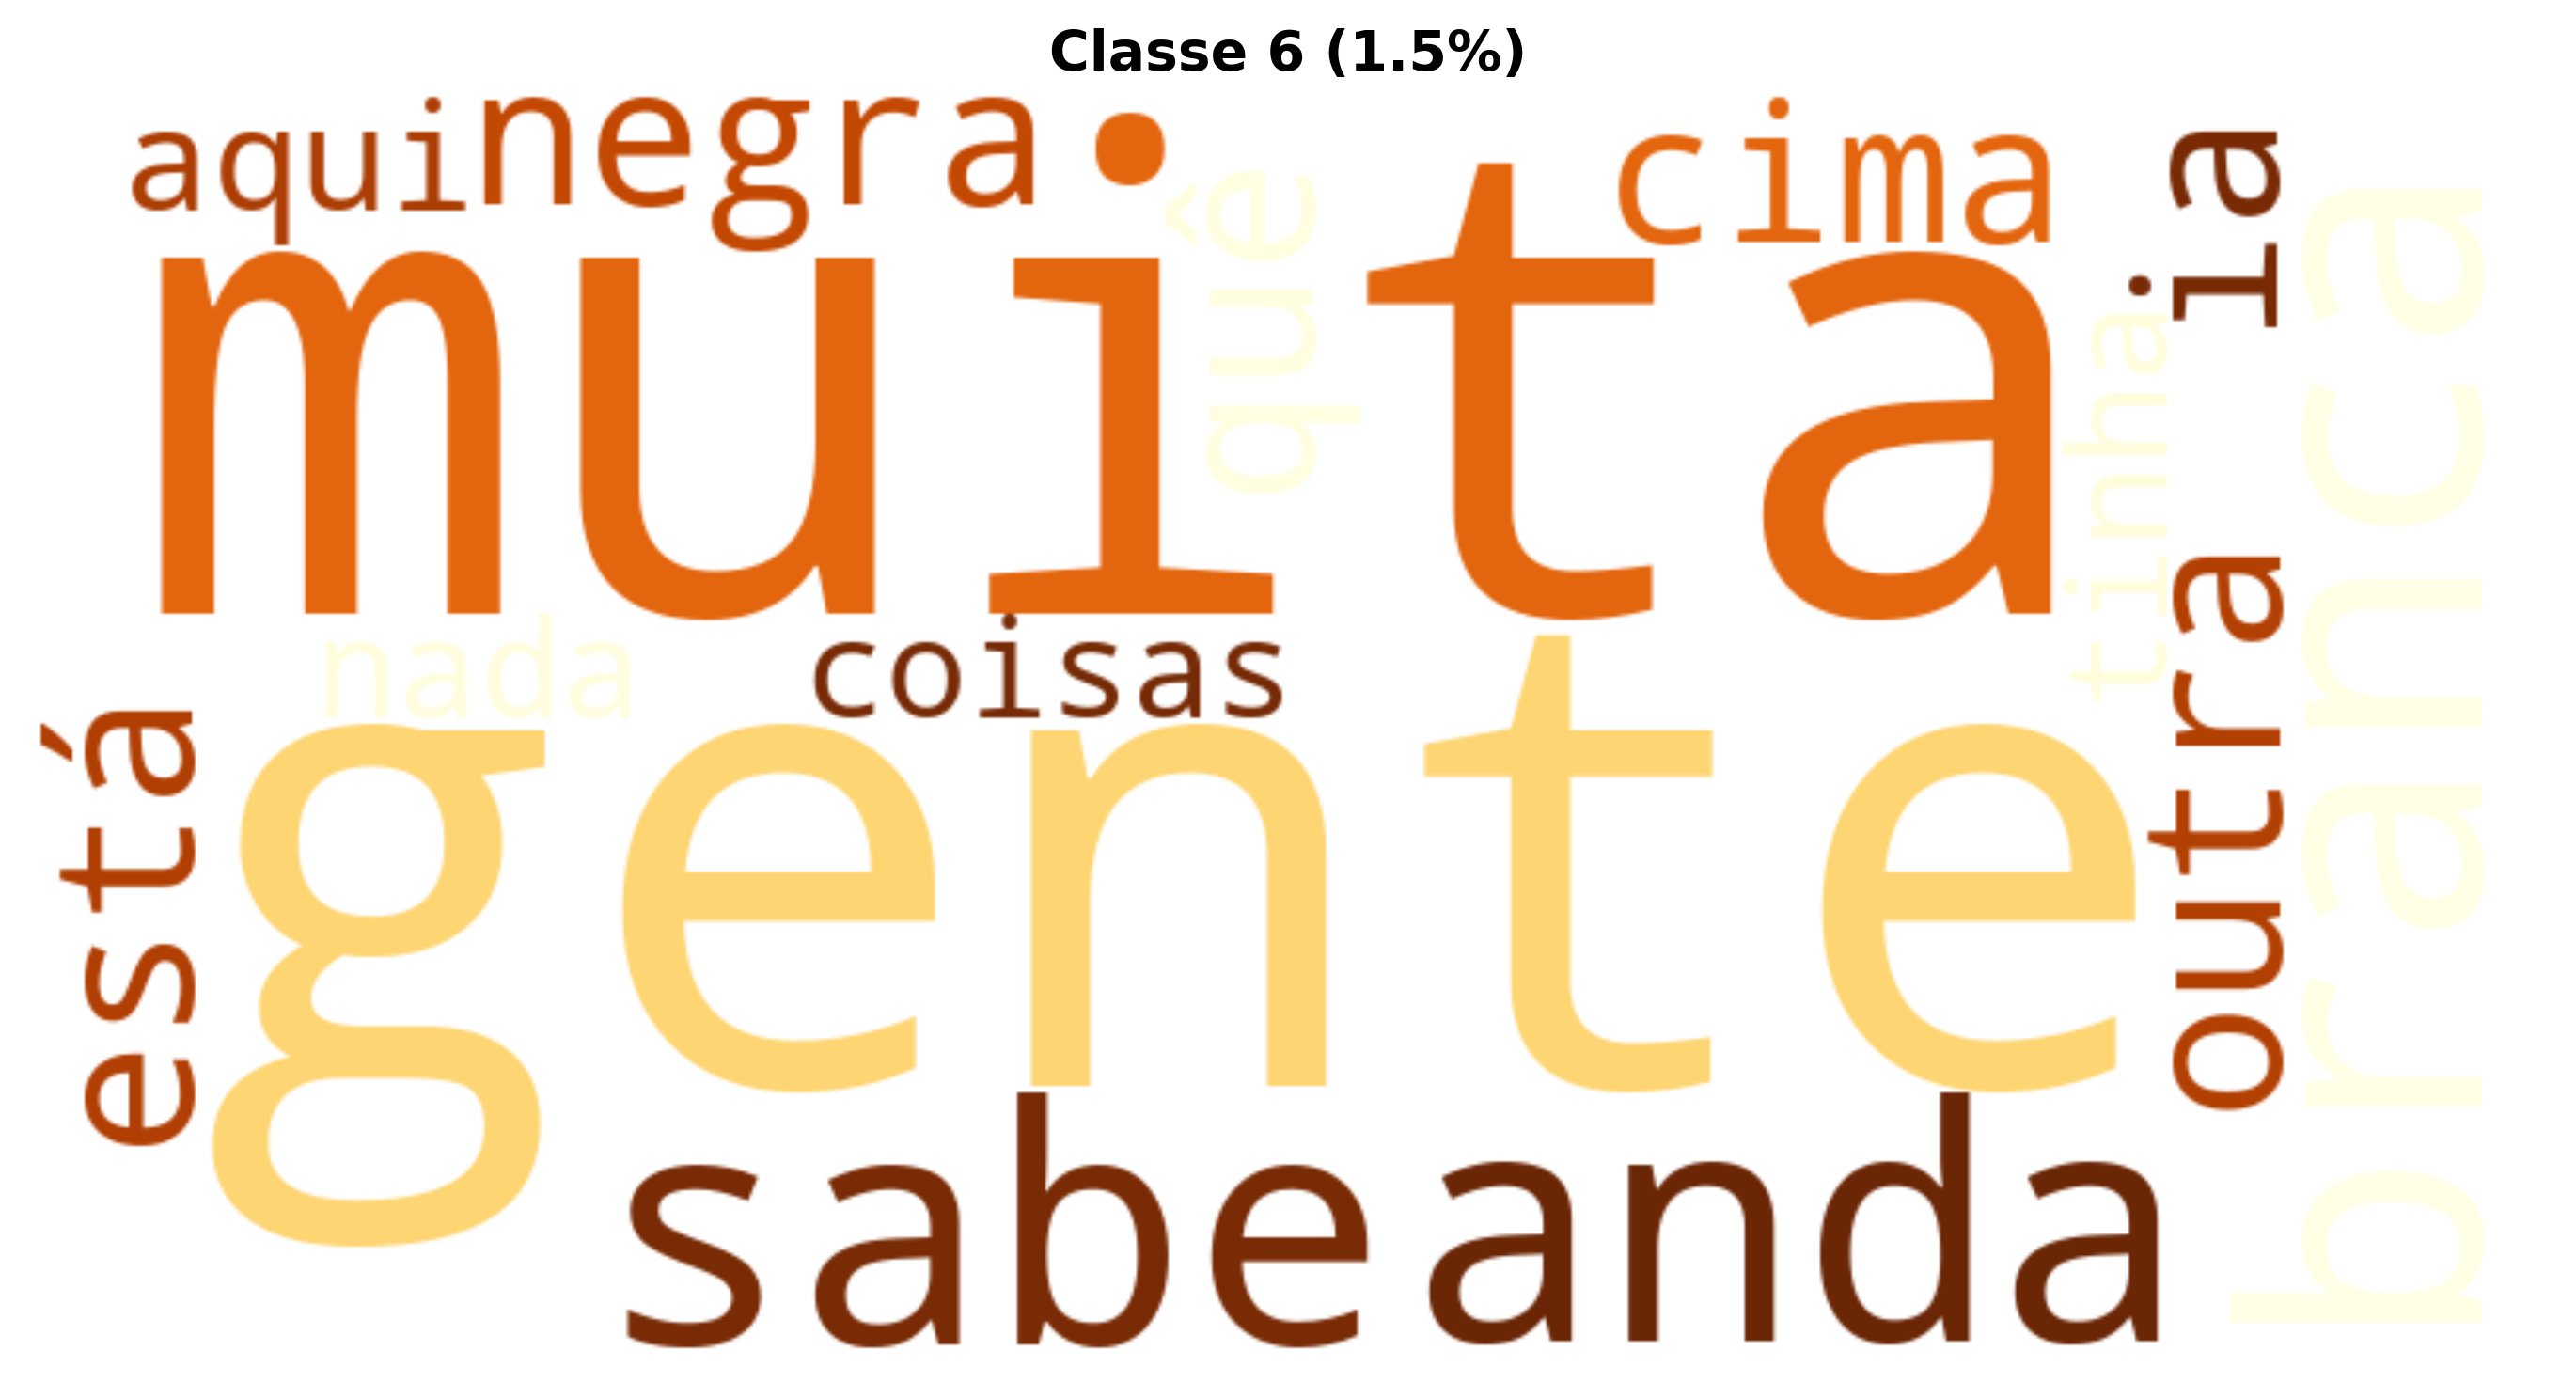 Classe 6 (1.5%)
aqui
negra
cima
ia
muita
quê
branca
tinha
nada
coisas
outra
está
gente
sabe
anda